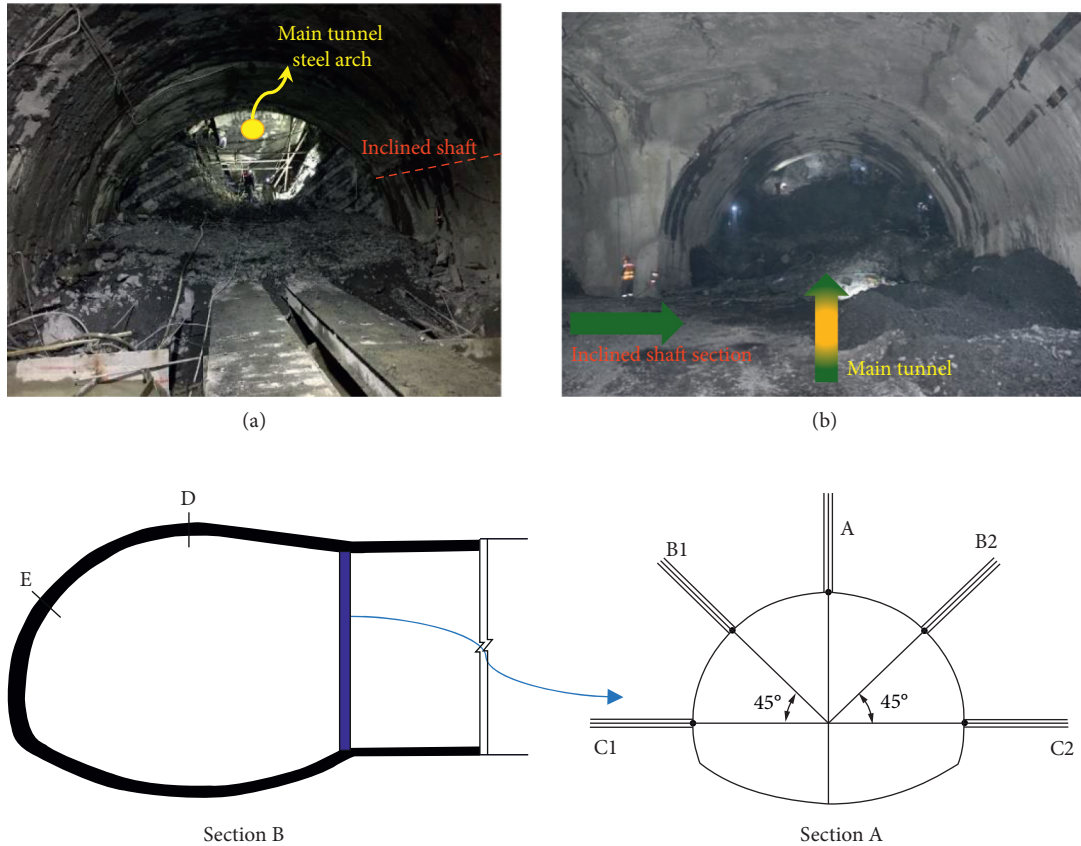 Main tunnel
steel arch
Inclined shaft
(a)
Inclined shaft section
Main tunnel
(b)
D
E
Section B
A
B1
B2
45°
45°
C1
C2
Section A